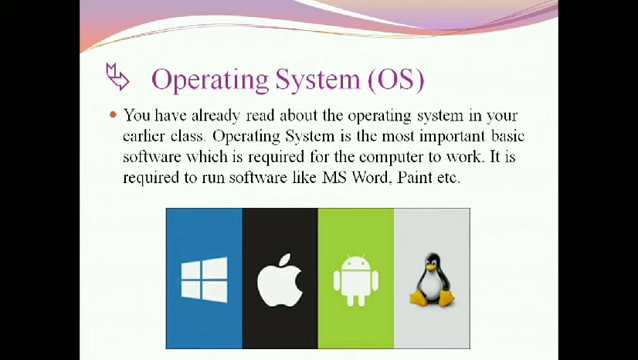 Operating System (OS)
You have already read about the operating system in your
earlier class. Operating System is the most important basic
software which is required for the computer to work. It is
required to run software like MS Word, Paint etc.